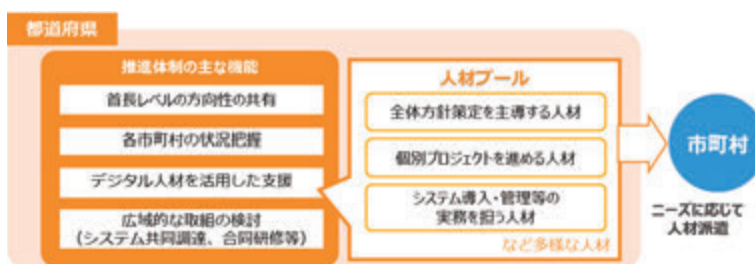 都道府県
推進体制の主な機能
首長レベルの方向性の共有
各市町村の状況把握
デジタル人材を活用した支援
広域的な取組の検討
(システム共同調達、合同研修等)
人材プール
全体方針策定を主導する人材
個別プロジェクトを進める人材
システム導入・管理等の
実務を担う人材
など多様な人材
市町村
ニーズに応じて
人材派遣